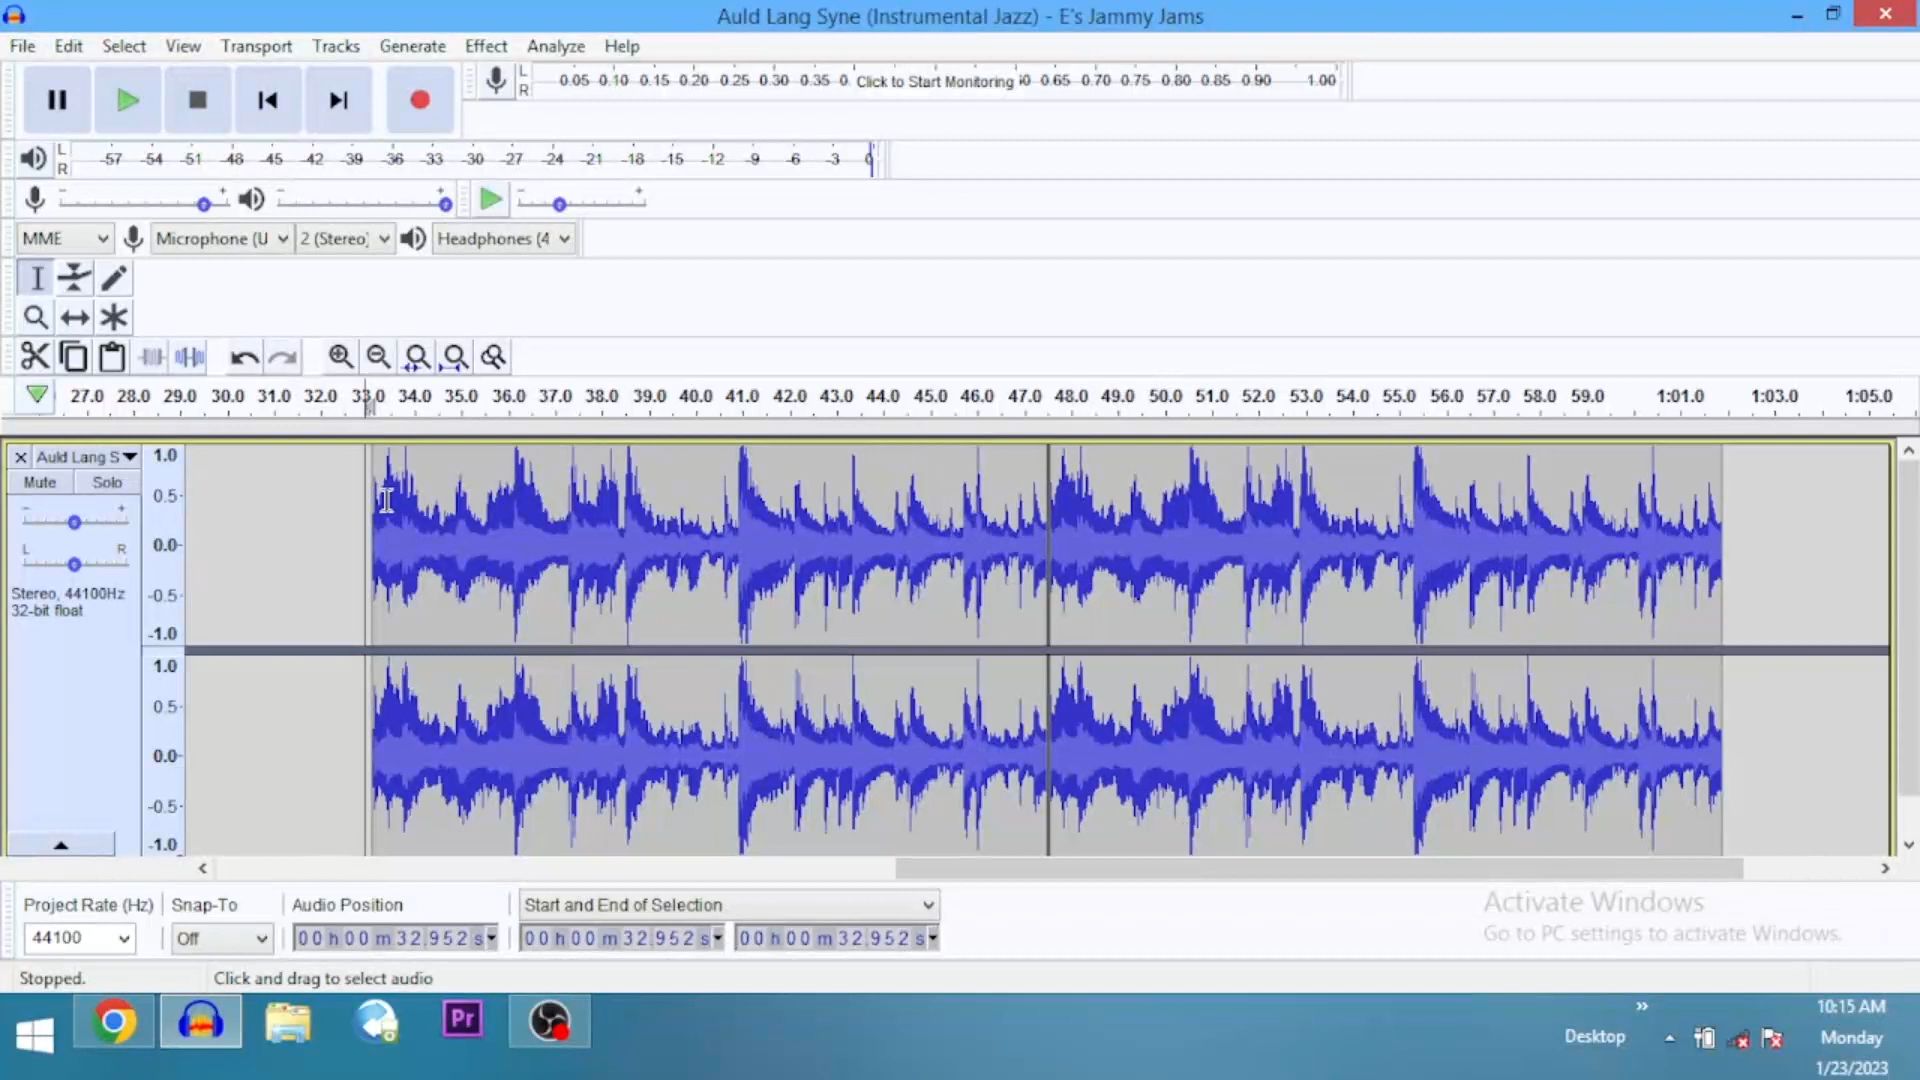 Auld Lang Syne (Instrumental Jazz) - E's Jammy Jams
File Edit Select View Transport Tracks Generate Effect Analyze Help
L
R
0.05 0.10 0.15 0.20 0.25 0.30 0.35 0. Click to Start Monitoring 0.65 0.70 0.75 0.80 0.85 0.90 1.00
L
R
-57 -54 -51 -48 -45 -42 -39 -36 -33 -30 -27 -24 -21 -18 -15 -12 -9 -6 -3 0
- + - + - +
MME Microphone (U 2 (Stereo) Headphones (4
27.0 28.0 29.0 30.0 31.0 32.0 33.0 34.0 35.0 36.0 37.0 38.0 39.0 40.0 41.0 42.0 43.0 44.0 45.0 46.0 47.0 48.0 49.0 50.0 51.0 52.0 53.0 54.0 55.0 56.0 57.0 58.0 59.0 1:01.0 1:03.0 1:05.0
Auld Lang S
Mute Solo
- +
L R
Stereo, 44100Hz
32-bit float
1.0
0.5
0.0
-0.5
-1.0
1.0
0.5
0.0
-0.5
-1.0
Project Rate (Hz) Snap-To Audio Position Start and End of Selection
44100 Off 00 h 00 m 32.952 s 00 h 00 m 32.952 s 00 h 00 m 32.952 s
Activate Windows
Go to PC settings to activate Windows.
Stopped. Click and drag to select audio
Pr
Desktop
10:15 AM
Monday
1/23/2023